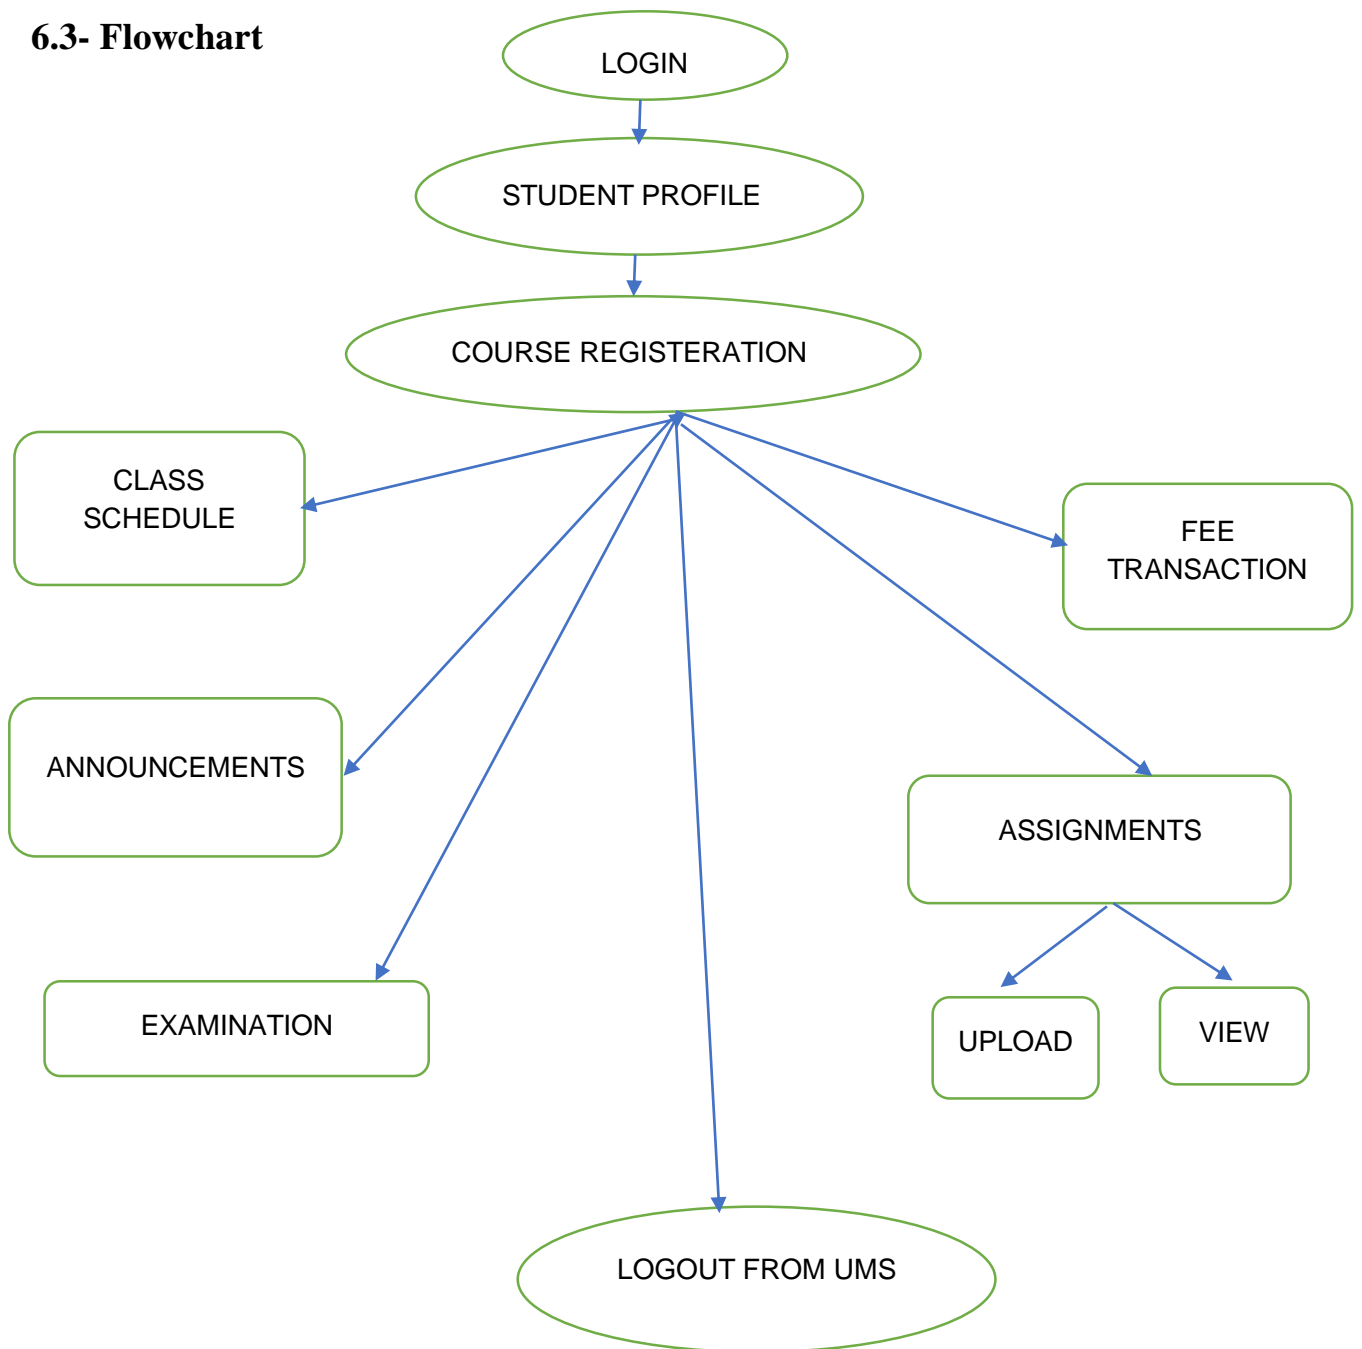 6.3- Flowchart
LOGIN
STUDENT PROFILE
COURSE REGISTERATION
CLASS
SCHEDULE
FEE
TRANSACTION
ANNOUNCEMENTS
ASSIGNMENTS
EXAMINATION
UPLOAD
VIEW
LOGOUT FROM UMS